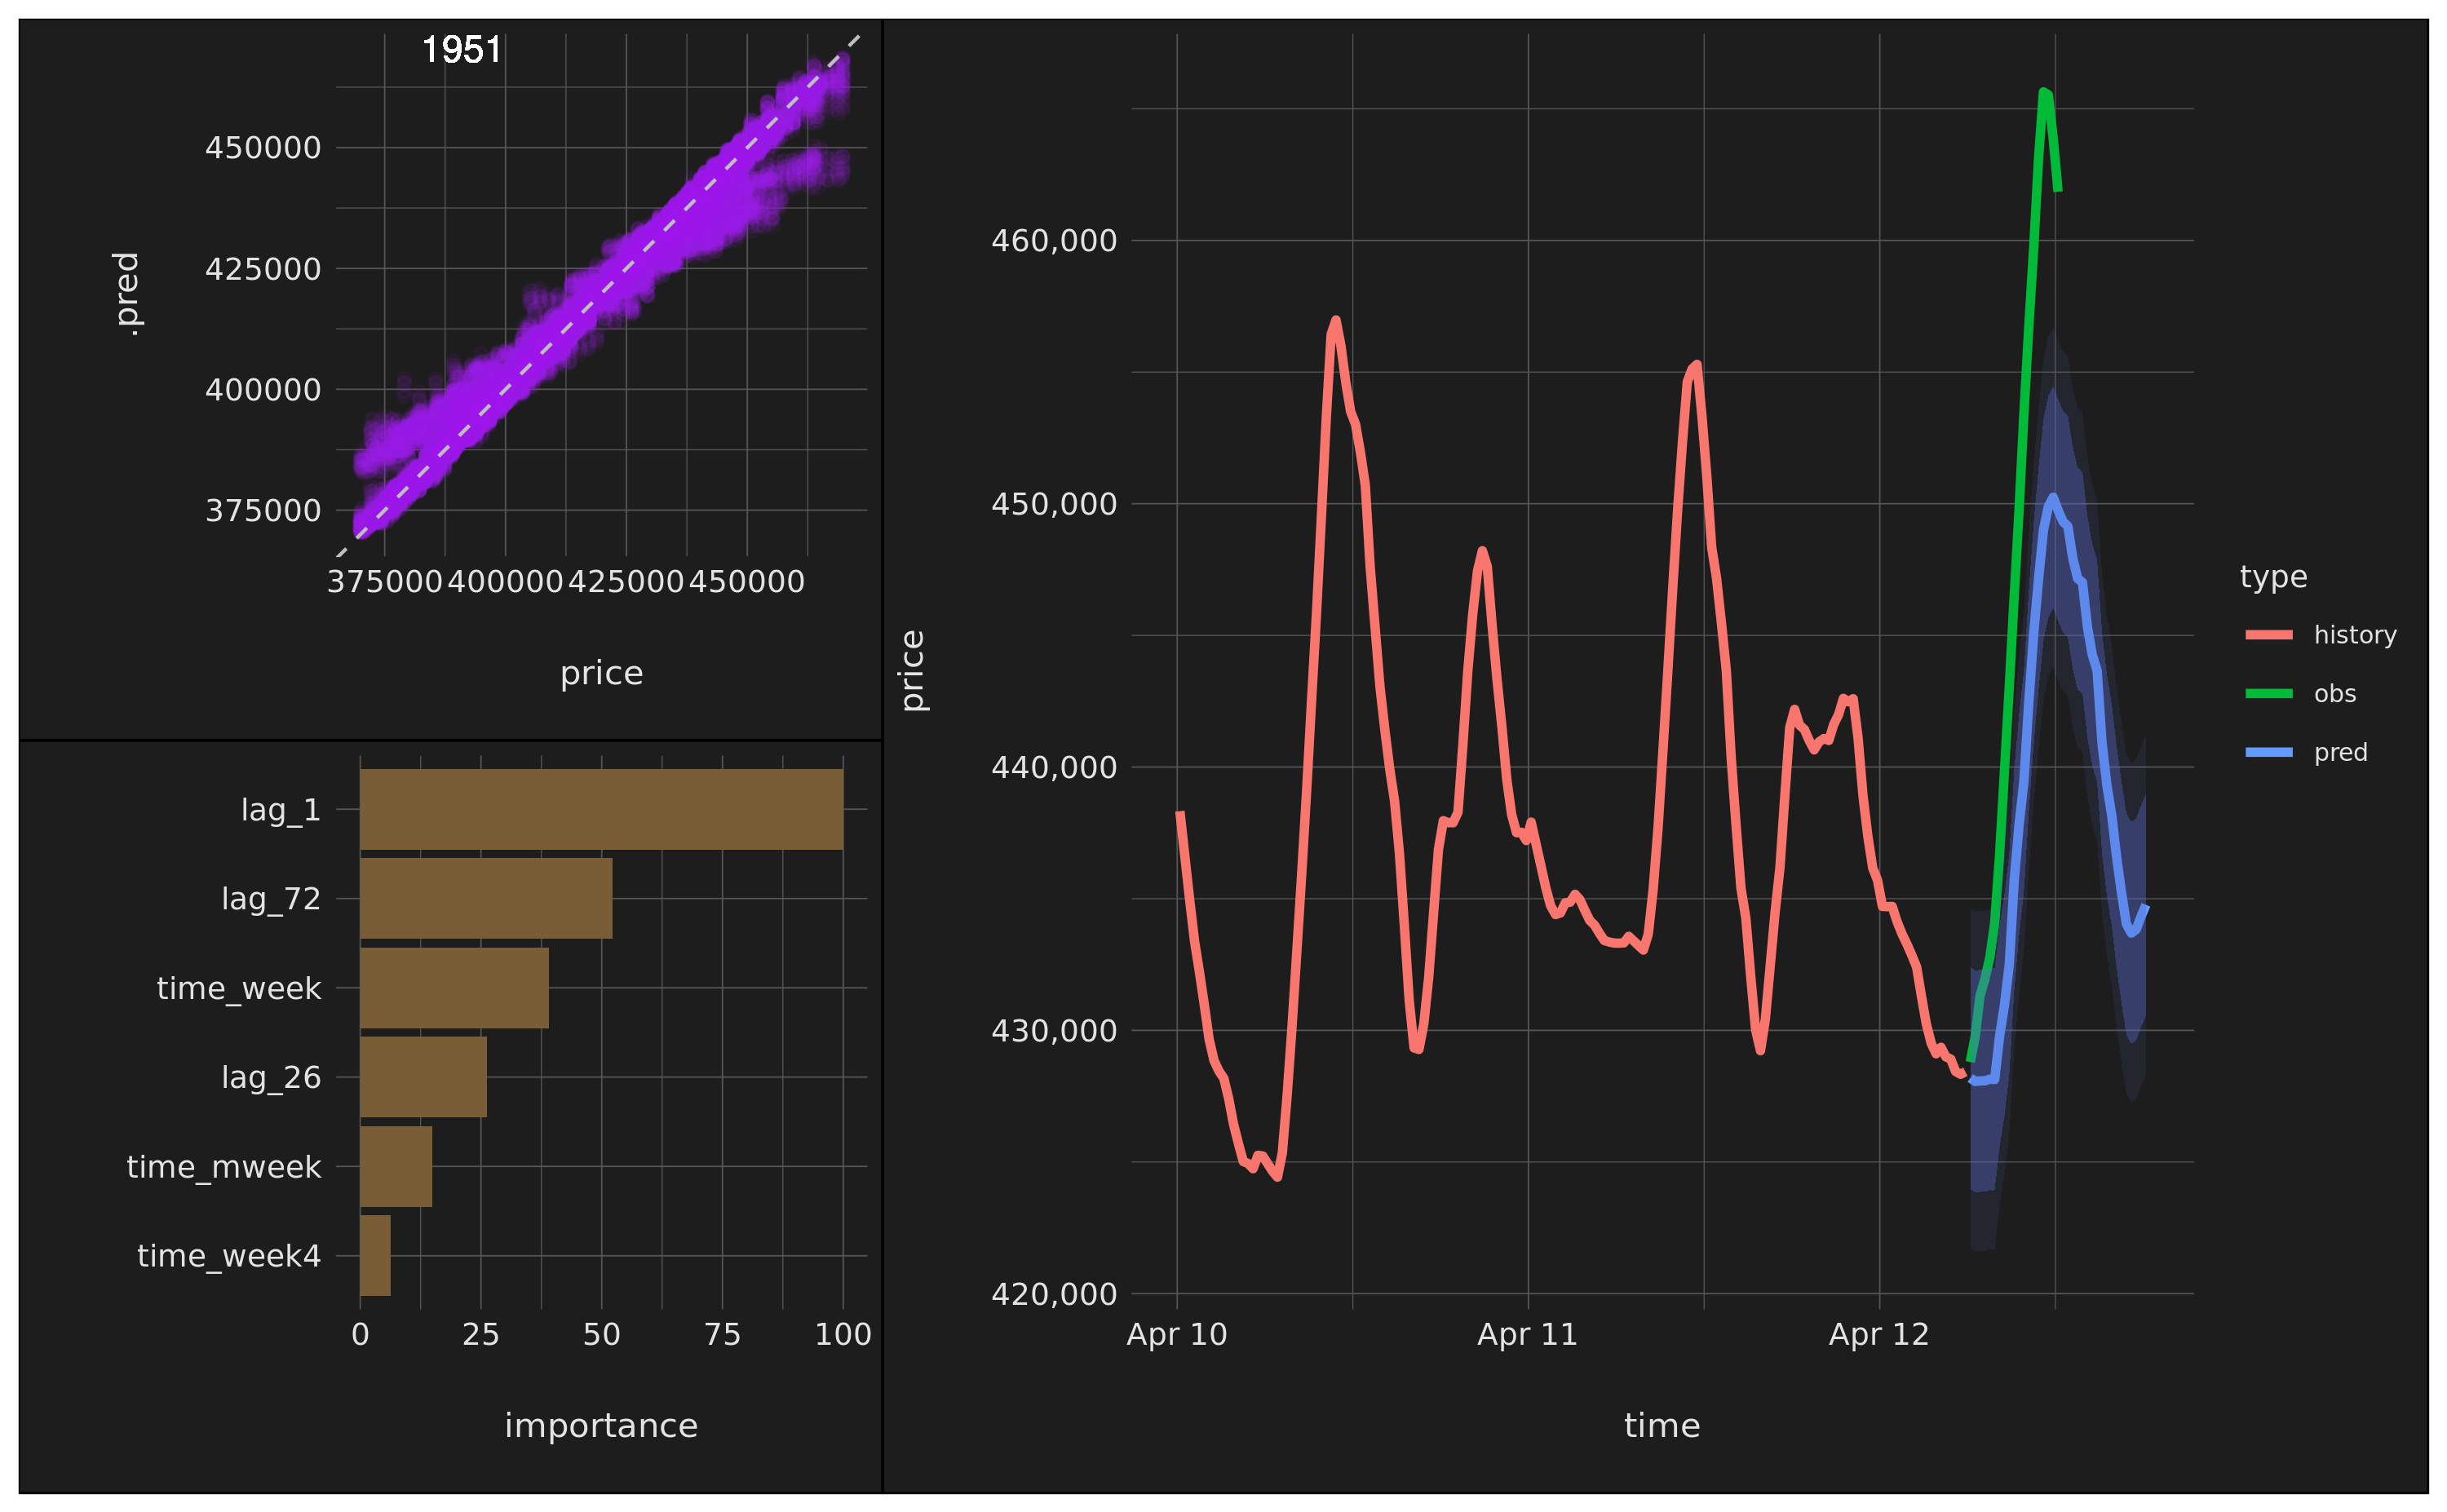 1951
.pred
450000
425000
400000
375000
375000 400000 425000 450000
price
lag_1
lag_72
time_week
lag_26
time_mweek
time_week4
0 25 50 75 100
importance
price
460,000
450,000
440,000
430,000
420,000
Apr 10 Apr 11 Apr 12
time
type
history
obs
pred